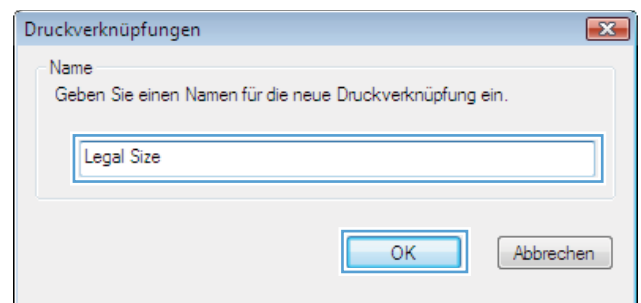 Druckverknüpfungen
Name
Geben Sie einen Namen für die neue Druckverknüpfung ein.
Legal Size
OK
Abbrechen